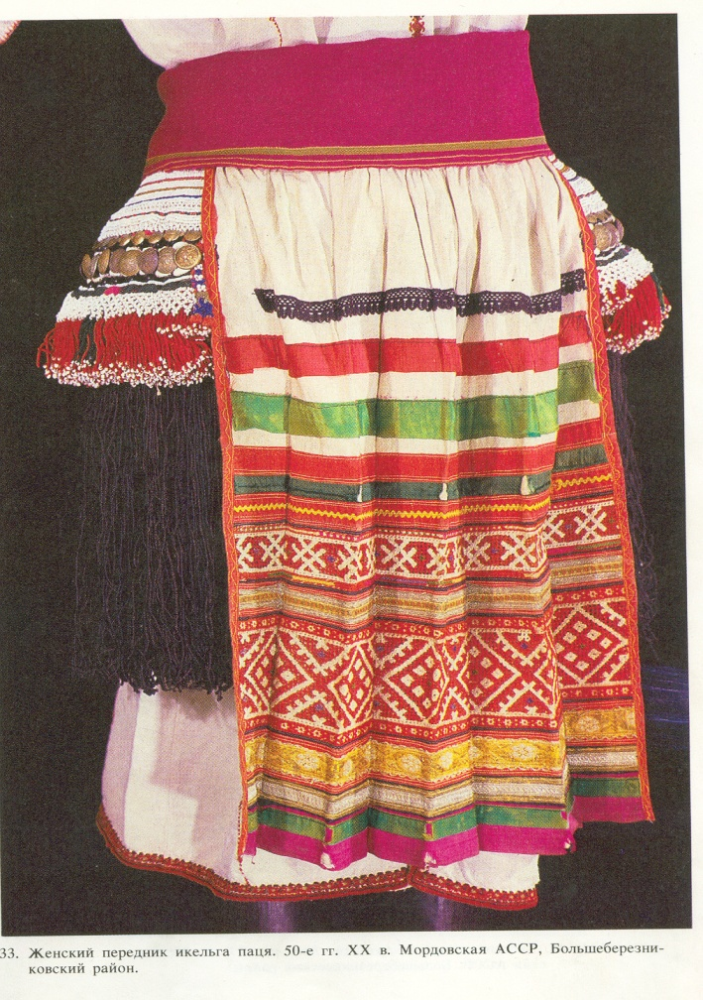 33. Женский передник икельга паця. 50-е гг. XX в. Мордовская АССР, Большеберезни-
ковский район.